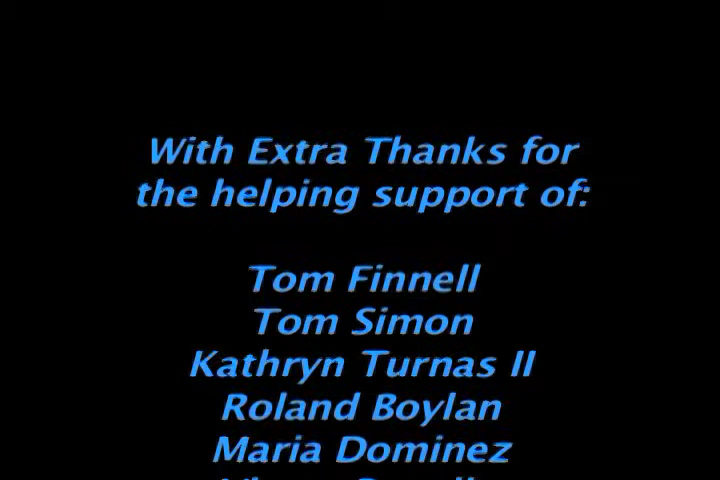 With Extra Thanks for
the helping support of:
Tom Finnell
Tom Simon
Kathryn Turnas II
Roland Boylan
Maria Dominez